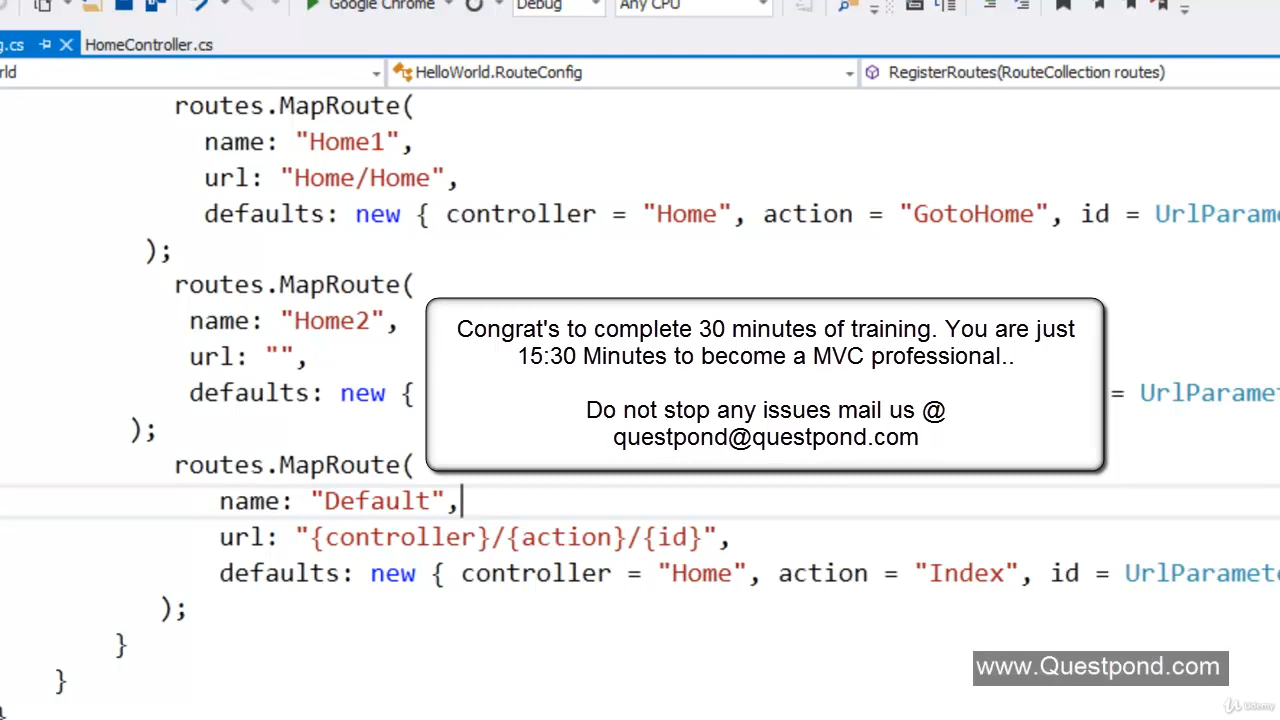 Google Chrome Debug Any CPU
g.cs HomeController.cs
rld HelloWorld.RouteConfig RegisterRoutes(RouteCollection routes)
routes.MapRoute(
name: "Home1",
url: "Home/Home",
defaults: new { controller = "Home", action = "GotoHome", id = UrlParam
);
routes.MapRoute(
name: "Home2",
url: "",
defaults: new { = UrlParamet
);
Congrat's to complete 30 minutes of training. You are just
15:30 Minutes to become a MVC professional..
Do not stop any issues mail us @
questpond@questpond.com
routes.MapRoute(
name: "Default",
url: "{controller}/{action}/{id}",
defaults: new { controller = "Home", action = "Index", id = UrlParamete
);
}
}
www.Questpond.com
Udemy